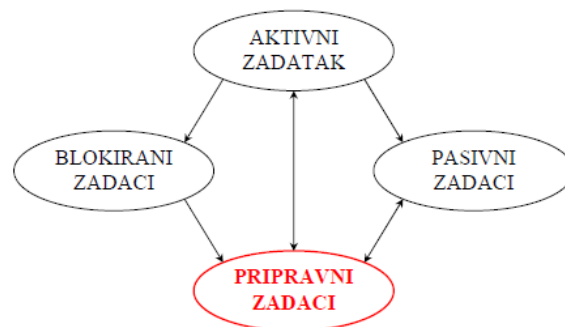 AKTIVNI
ZADATAK
BLOKIRANI
ZADACI
PASIVNI
ZADACI
PRIPRAVNI
ZADACI